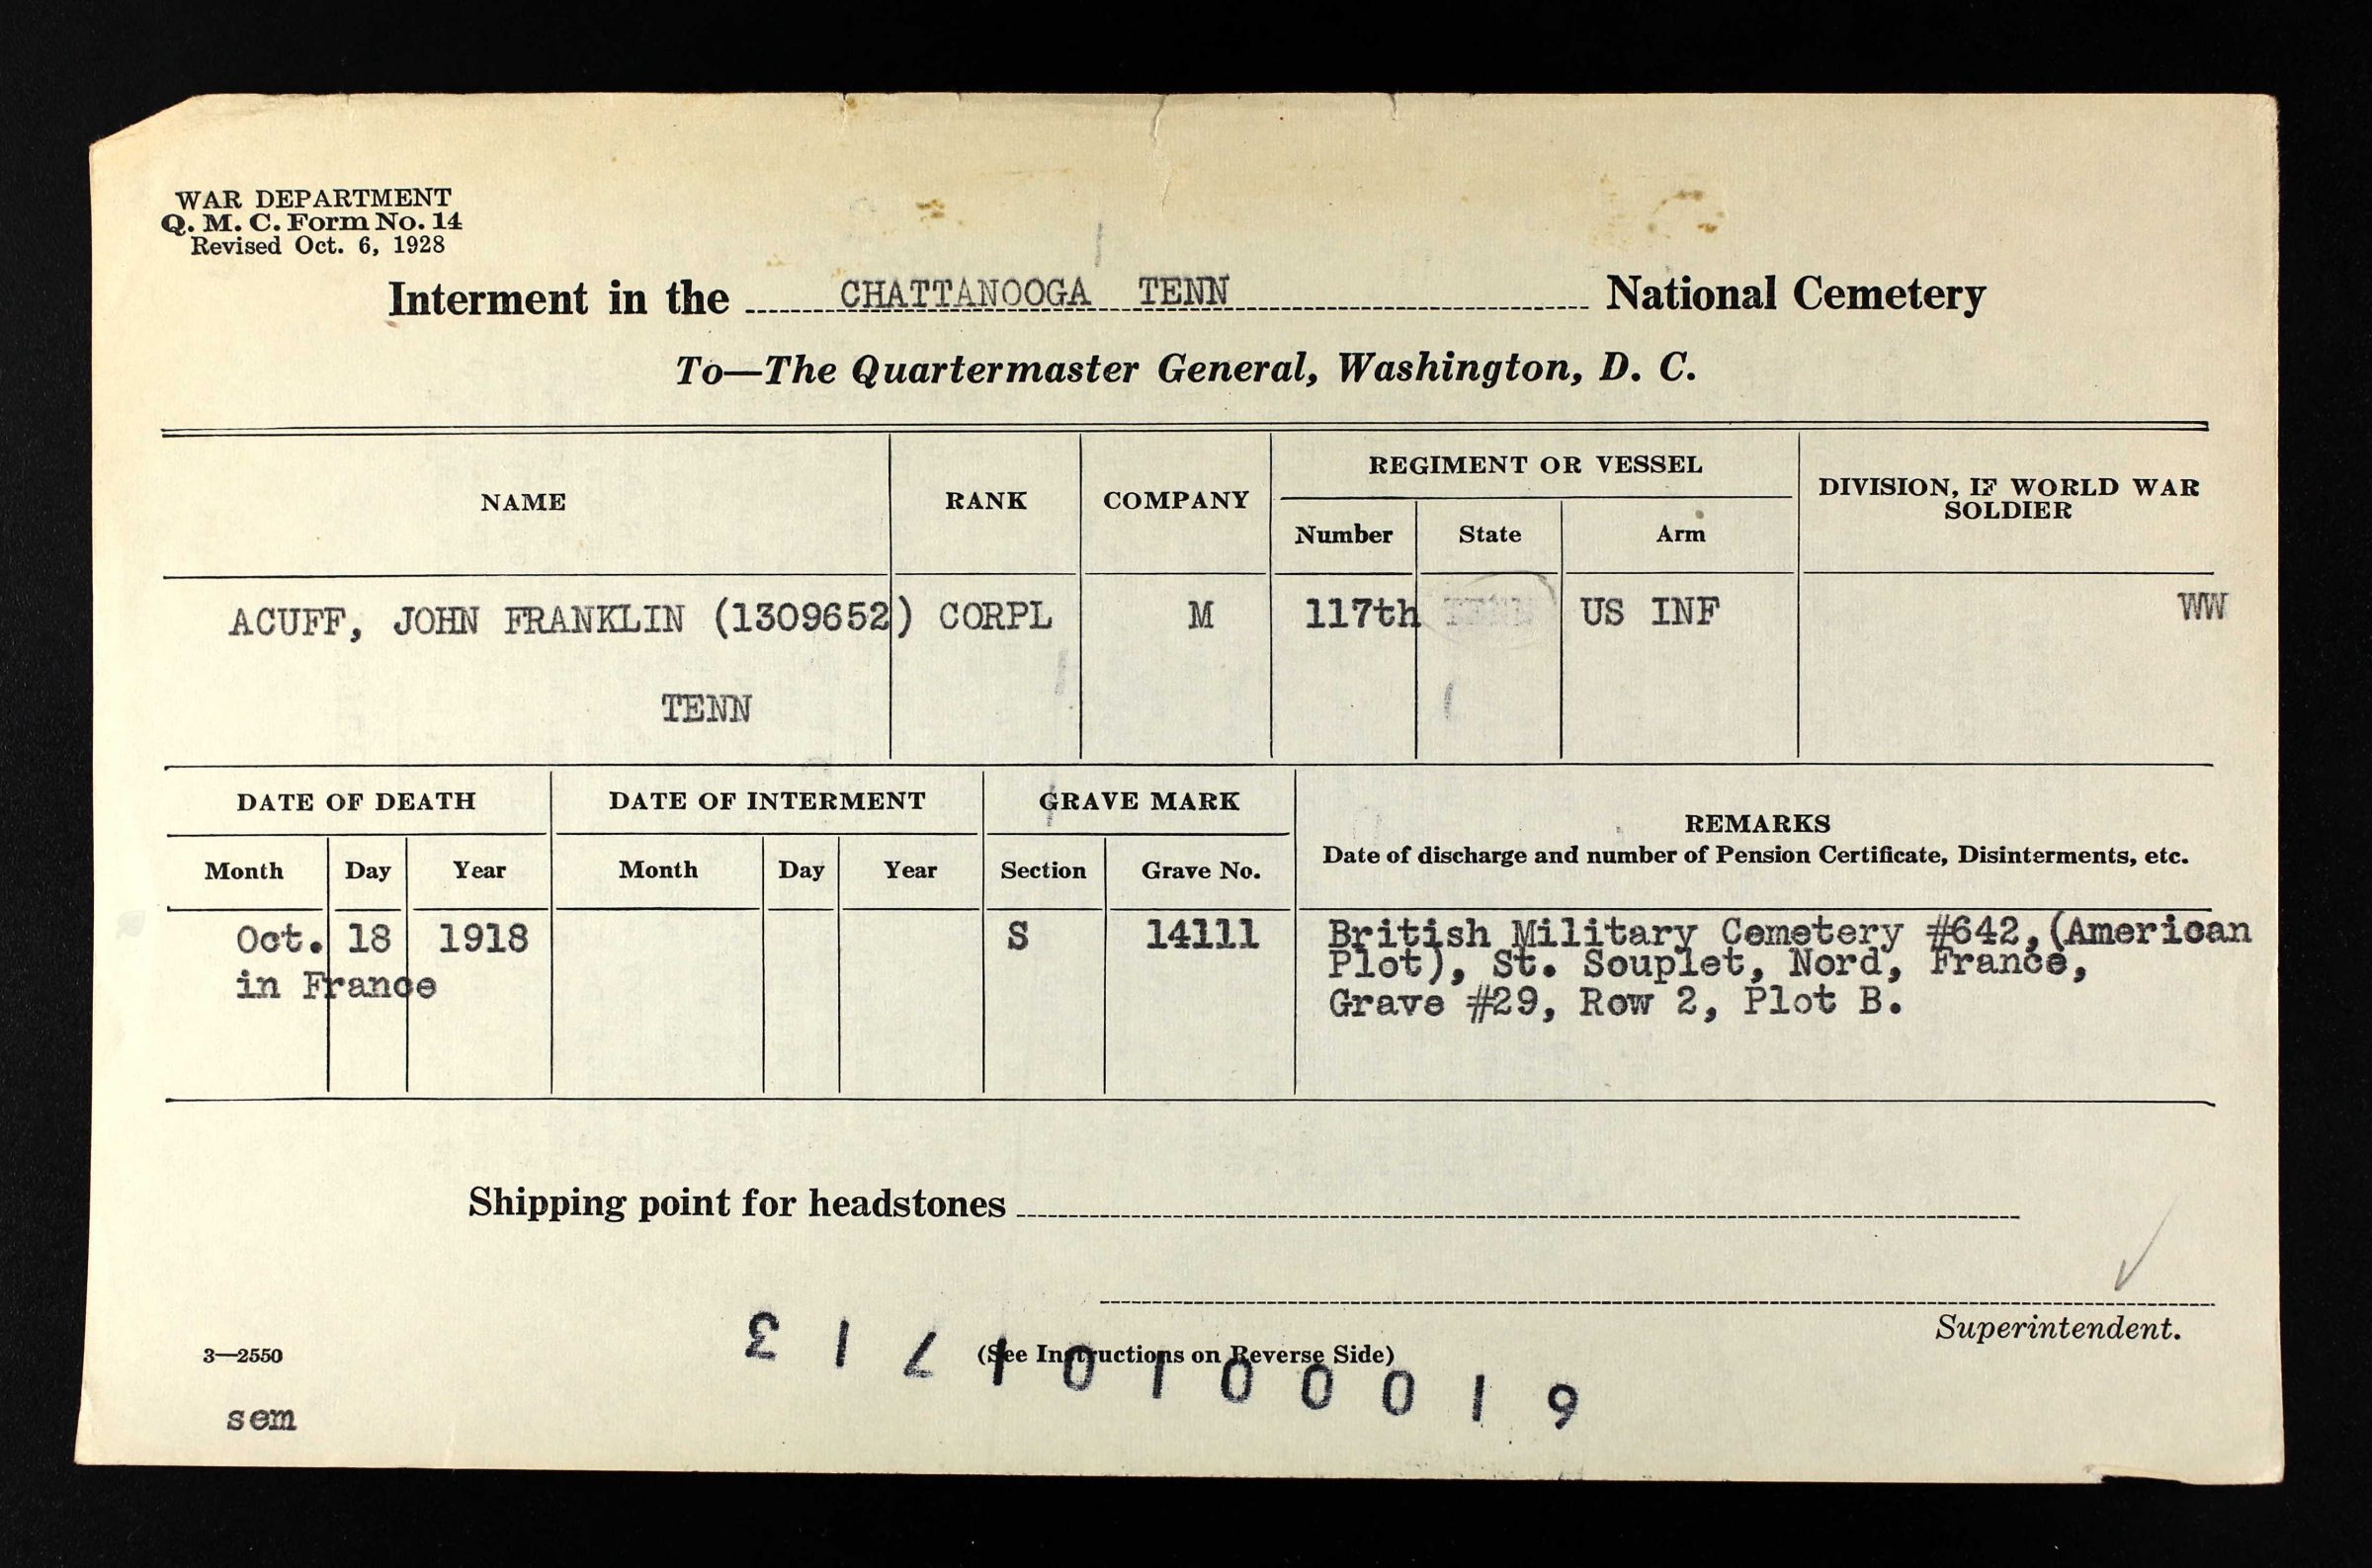 WAR DEPARTMENT
Q. M. C. Form No. 14
Revised Oct. 6, 1928
Interment in the CHATTANOOGA TENN National Cemetery
To—The Quartermaster General, Washington, D. C.
NAME
RANK
COMPANY
REGIMENT OR VESSEL
Number
State
Arm
DIVISION, IF WORLD WAR
SOLDIER
ACUFF, JOHN FRANKLIN (1309652) CORPL M 117th TENN US INF WW
TENN
DATE OF DEATH
Month Day Year
DATE OF INTERMENT
Month Day Year
GRAVE MARK
Section Grave No.
REMARKS
Date of discharge and number of Pension Certificate, Disinterments, etc.
Oct. 18 1918
in France
S 14111
British Military Cemetery #642,(American
Plot), St. Souplet, Nord, France,
Grave #29, Row 2, Plot B.
Shipping point for headstones
Superintendent.
3—2550
(See Instructions on Reverse Side)
sem